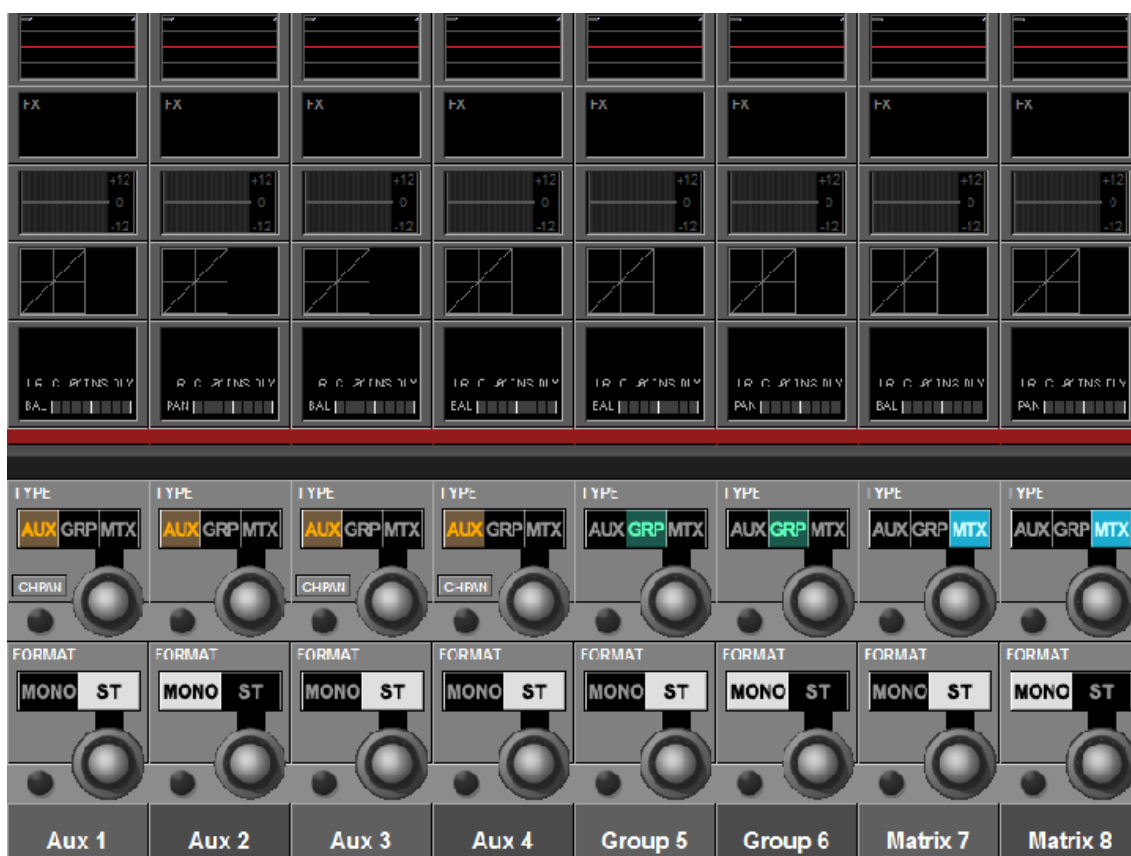 FX FX FX FX FX FX FX FX
+12 +12 +12 +12 +12 +12 +12 +12
0 0 0 0 0 0 0 0
-12 -12 -12 -12 -12 -12 -12 -12
BAL PAN BAL BAL BAL PAN BAL PAN
TYPE TYPE TYPE TYPE TYPE TYPE TYPE TYPE
AUX GRP MTX AUX GRP MTX AUX GRP MTX AUX GRP MTX AUX GRP MTX AUX GRP MTX AUX GRP MTX AUX GRP MTX
CHPAN CHPAN CHPAN
FORMAT FORMAT FORMAT FORMAT FORMAT FORMAT FORMAT FORMAT
MONO ST MONO ST MONO ST MONO ST MONO ST MONO ST MONO ST MONO ST
Aux 1 Aux 2 Aux 3 Aux 4 Group 5 Group 6 Matrix 7 Matrix 8